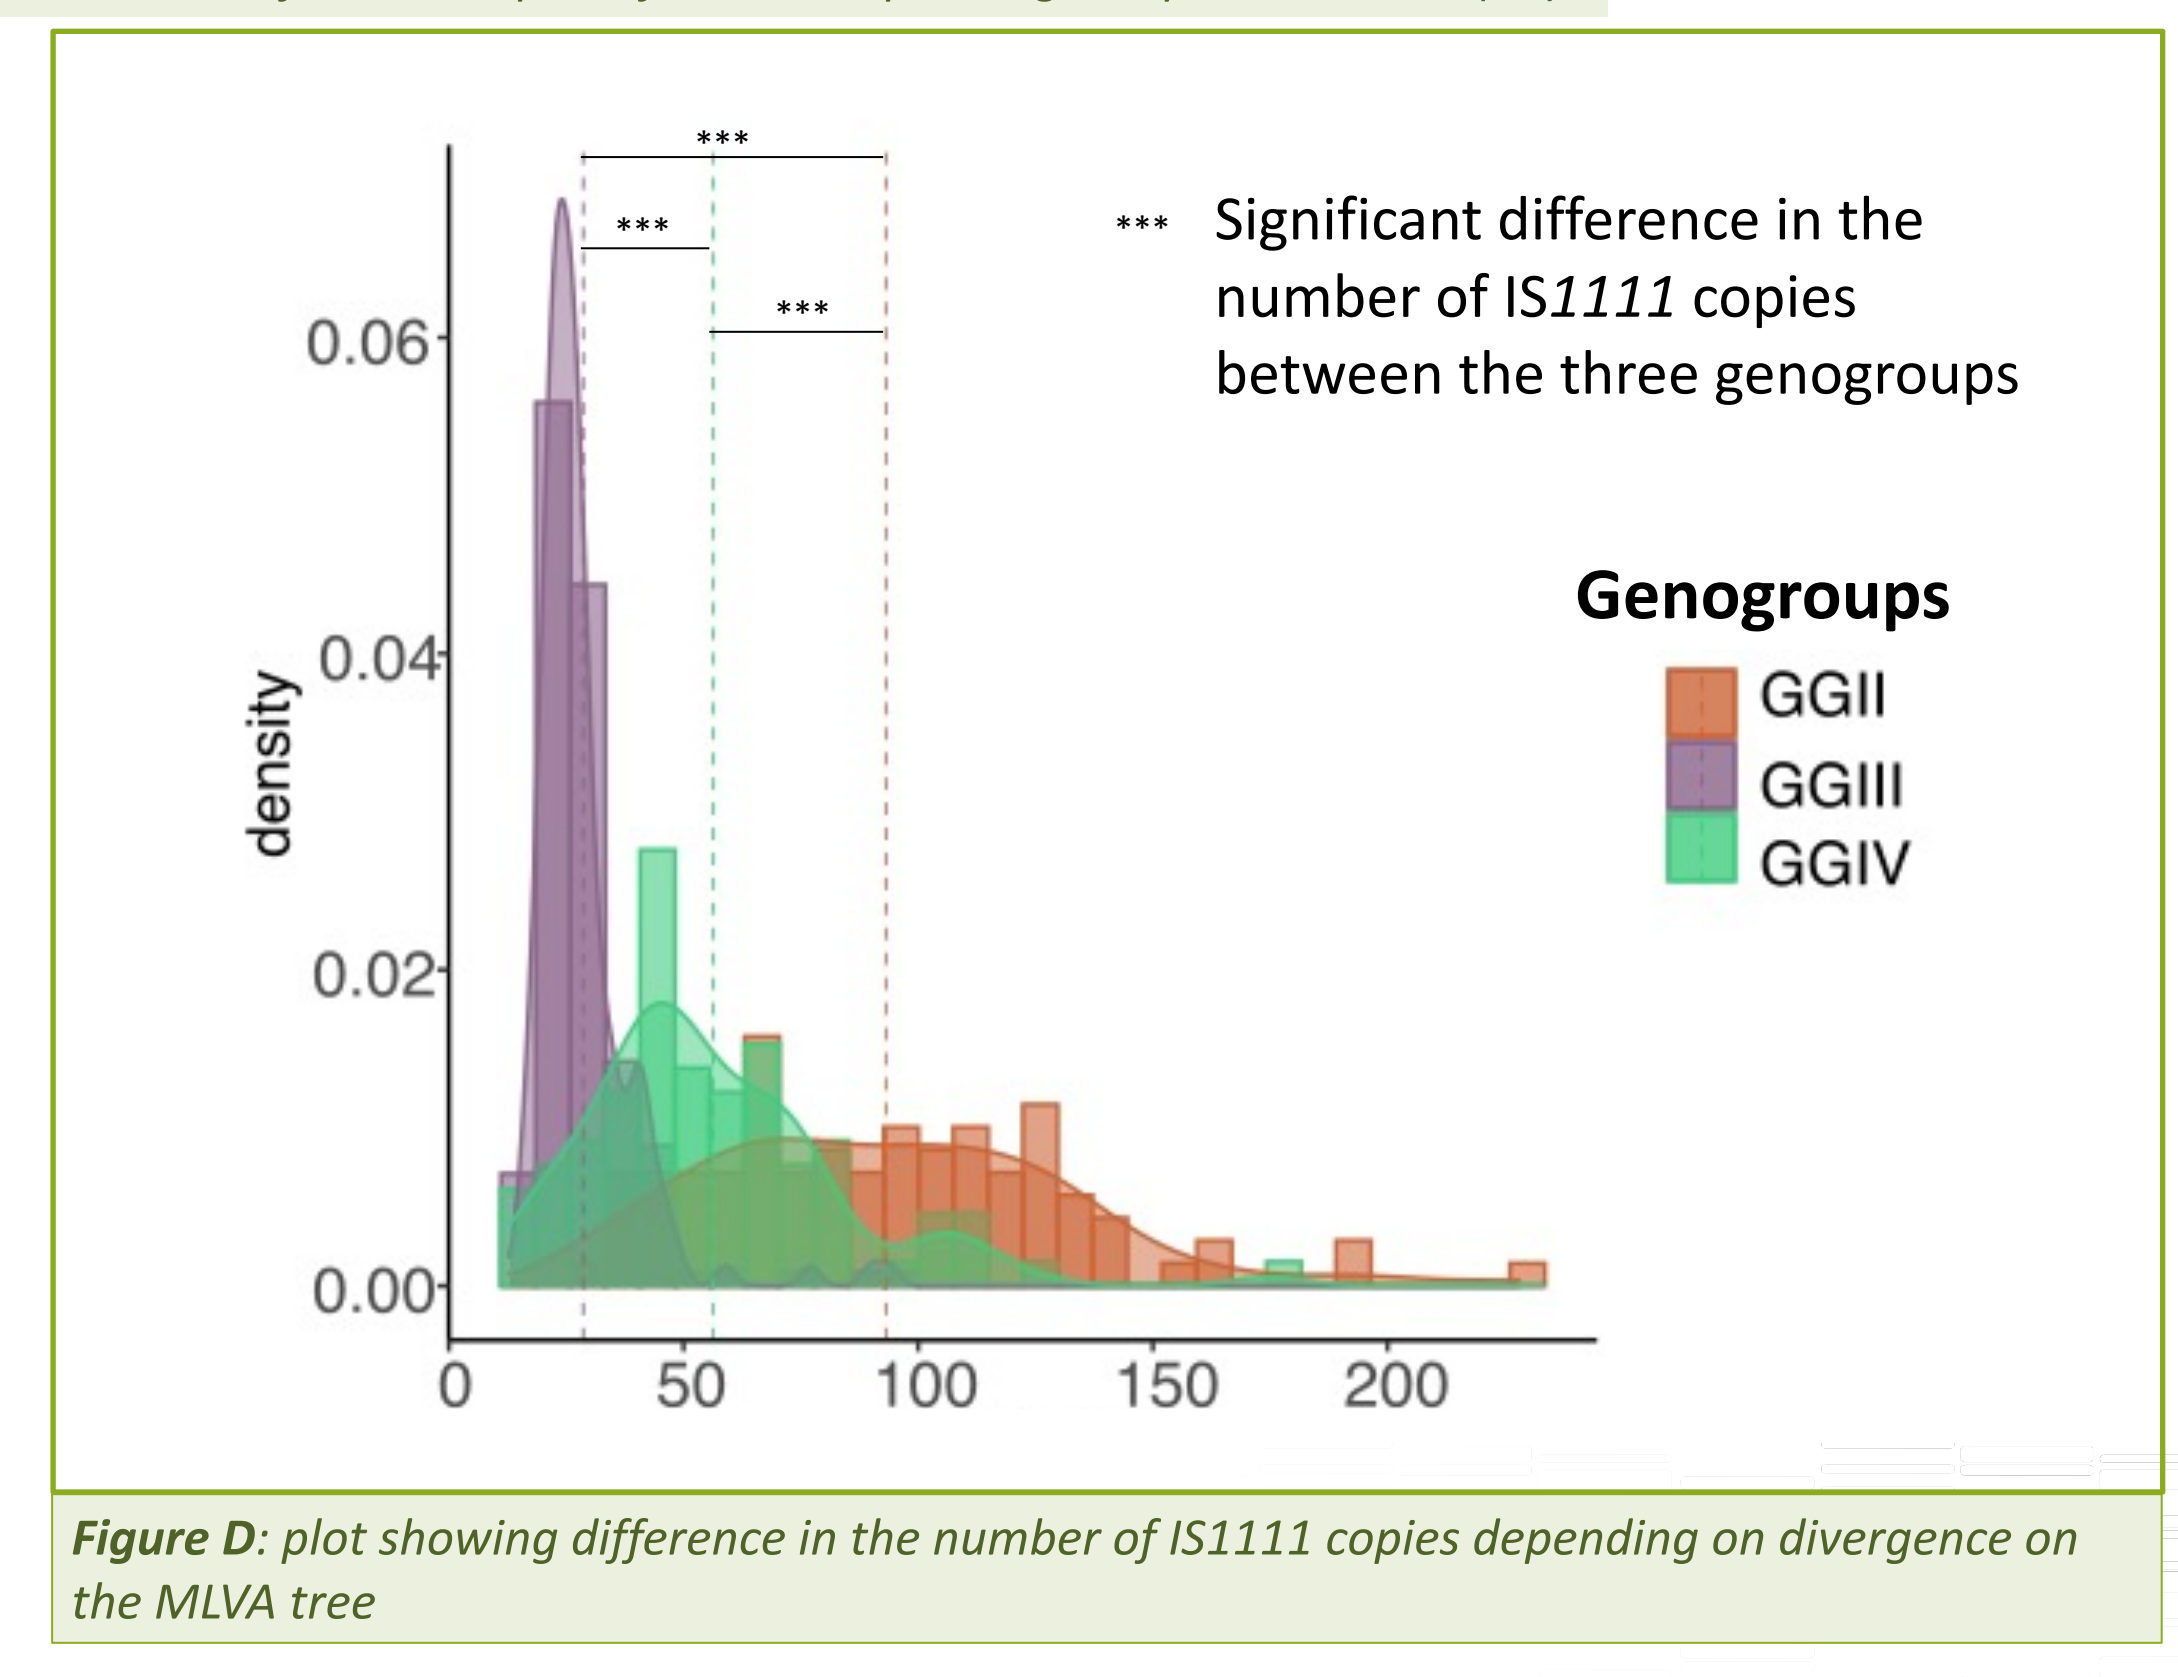 ***
***
***
*** Significant difference in the
number of IS1111 copies
between the three genogroups
0.06
0.04
0.02
0.00
density
Genogroups
GGII
GGIII
GGIV
0 50 100 150 200
Figure D: plot showing difference in the number of IS1111 copies depending on divergence on
the MLVA tree